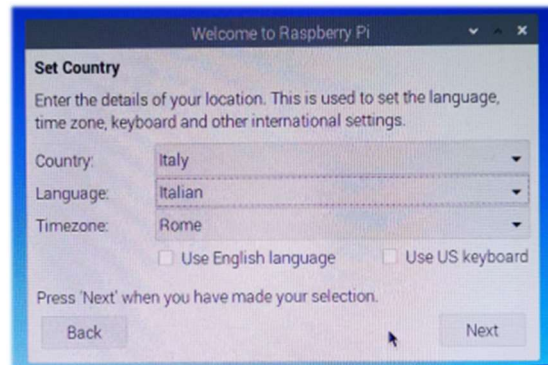 Welcome to Raspberry Pi
Set Country
Enter the details of your location. This is used to set the language,
time zone, keyboard and other international settings.
Country: Italy
Language: Italian
Timezone: Rome
Use English language Use US keyboard
Press 'Next' when you have made your selection.
Back Next